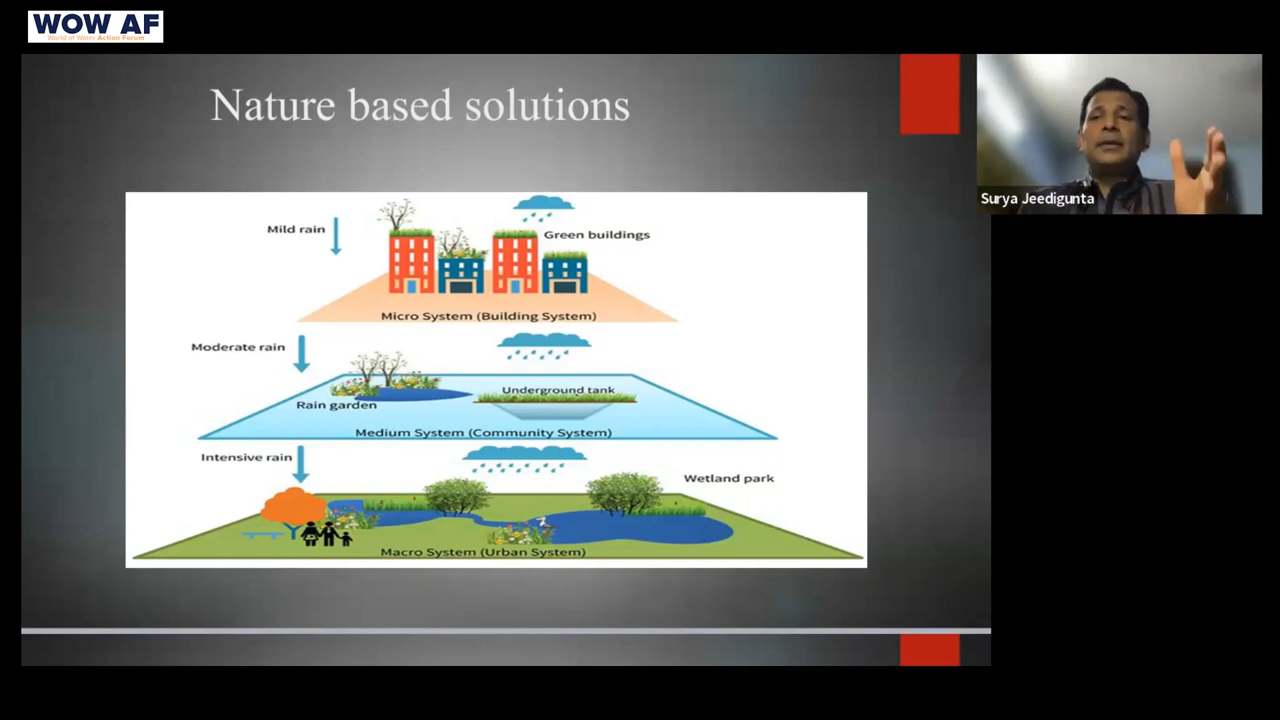 WOW AF
World of Water Action Forum
Nature based solutions
Surya Jeedigunta
Mild rain
Green buildings
Micro System (Building System)
Moderate rain
Underground tank
Rain garden
Medium System (Community System)
Intensive rain
Wetland park
Macro System (Urban System)